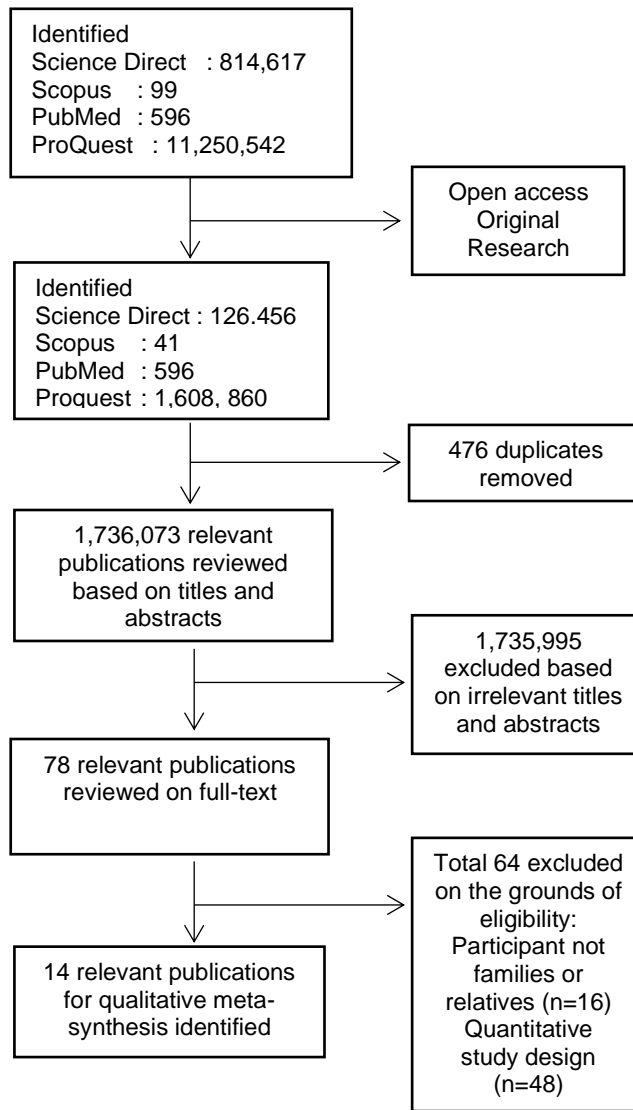 Identified
Science Direct : 814,617
Scopus : 99
PubMed : 596
ProQuest : 11,250,542
Open access
Original
Research
Identified
Science Direct : 126.456
Scopus : 41
PubMed : 596
Proquest : 1,608, 860
476 duplicates
removed
1,736,073 relevant
publications reviewed
based on titles and
abstracts
1,735,995
excluded based
on irrelevant titles
and abstracts
78 relevant publications
reviewed on full-text
Total 64 excluded
on the grounds of
eligibility:
Participant not
families or
relatives (n=16)
Quantitative
study design
(n=48)
14 relevant publications
for qualitative meta-
synthesis identified